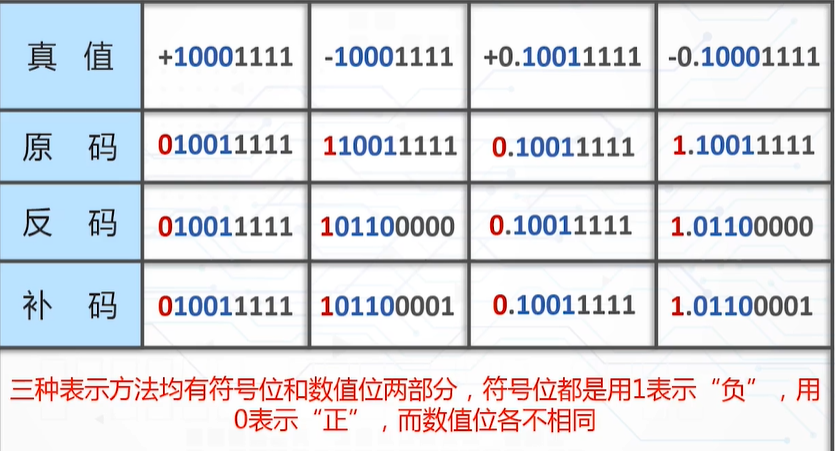 真 值 +10001111 -10001111 +0.10011111 -0.10001111
原 码 010011111 110011111 0.10011111 1.10011111
反 码 010011111 101100000 0.10011111 1.01100000
补 码 010011111 101100001 0.10011111 1.01100001
三种表示方法均有符号位和数值位两部分，符号位都是用1表示“负”，用
0表示“正”，而数值位各不相同